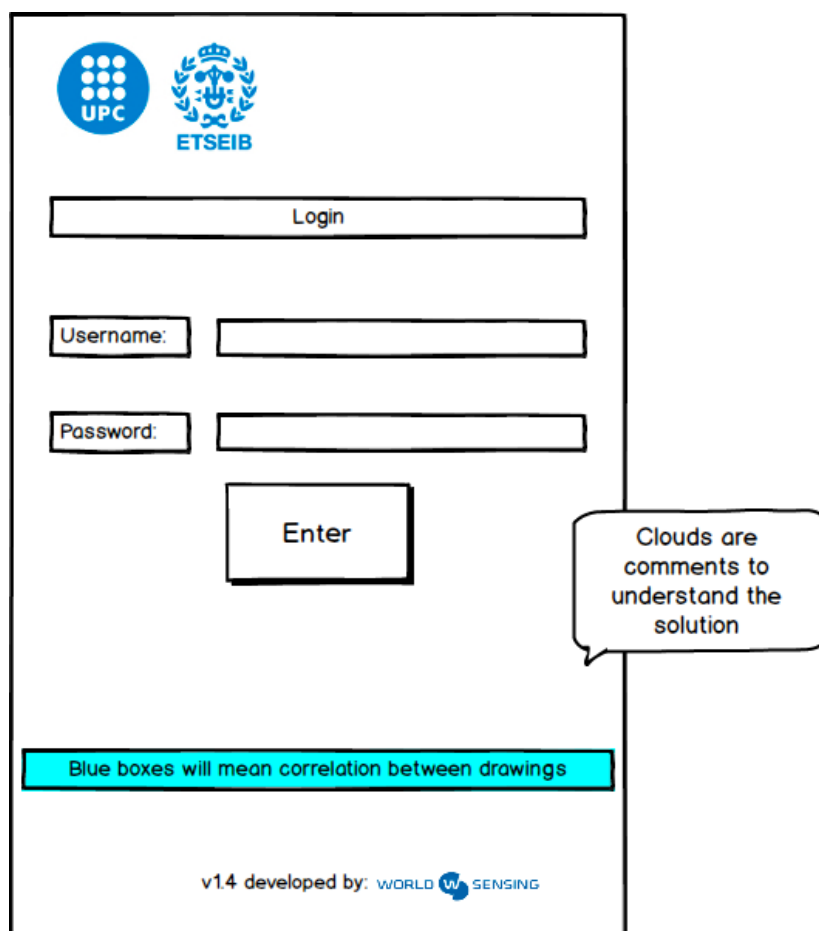 UPC
ETSEIB
Login
Username:
Password:
Enter
Clouds are
comments to
understand the
solution
Blue boxes will mean correlation between drawings
v1.4 developed by: WORLD W SENSING